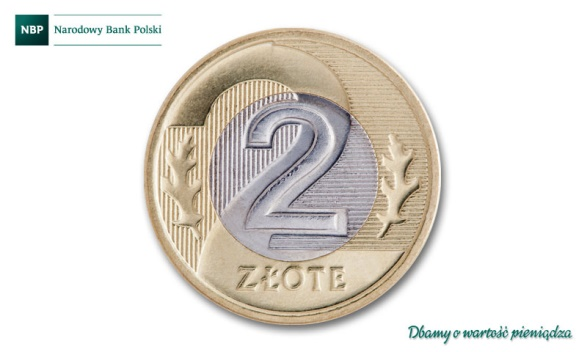 NBP Narodowy Bank Polski
2
ZŁOTE
Dbamy o wartość pieniądza